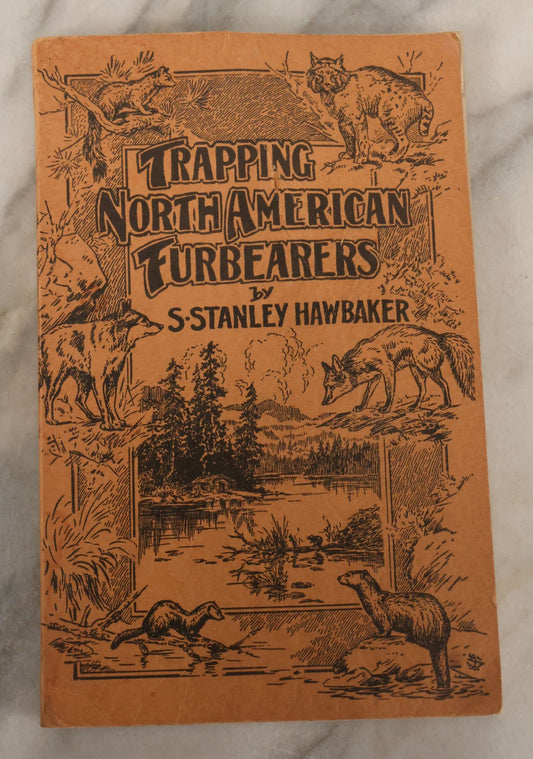 TRAPPING
NORTH AMERICAN
FURBEARERS
by
S·STANLEY HAWBAKER